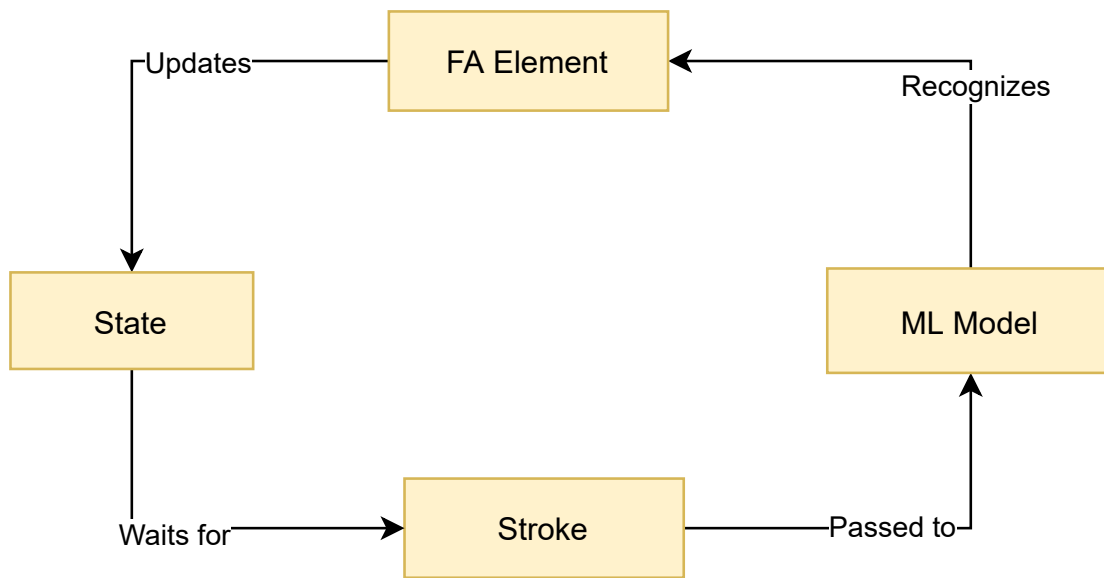 FA Element
Updates
Recognizes
State
ML Model
Stroke
Waits for
Passed to